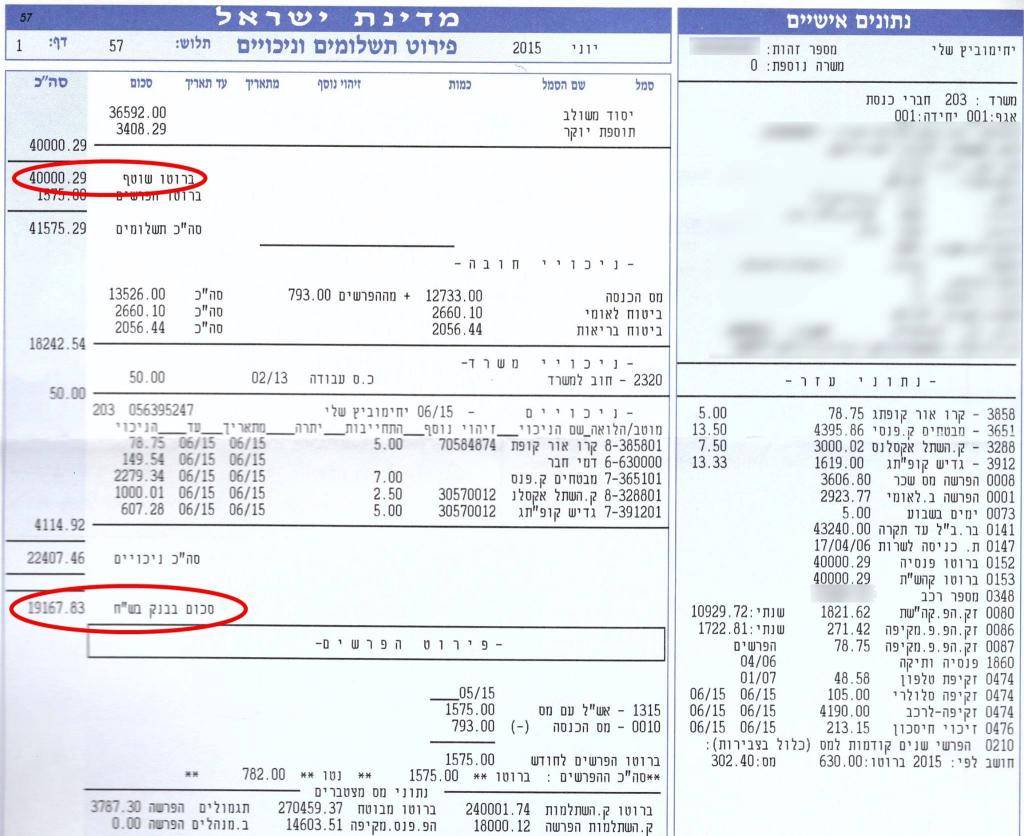 נתונים אישיים
יחימוביץ שלי מספר זהות:
משרה נוספת: 0
משרד : 203 חברי כנסת
אגף:001 יחידה:001
- נ ת ו נ י   ע ז ר -
3858 - קרן אור קופתג 78.75 5.00
3651 - מבטחים ק.פנסי 4395.86 13.50
3288 - ק.השתל אקסלנס 3000.02 7.50
3912 - גדיש קופ"תג 1619.00 13.33
0008 הפרשה מס שכר 3606.80
0001 הפרשה ב.לאומי 2923.77
0073 ימים בשבוע 5.00
0141 בר.ב"ל עד תקרה 43240.00
0147 ת. כניסה לשרות 17/04/06
0152 ברוטו פנסיה 40000.29
0153 ברוטו קהש"ת 40000.29
0348 מספר רכב
0080 זק.הפ.קה"שת 1821.62 שנתי:10929.72
0086 זק.הפ.פ.מקיפה 271.42 שנתי:1722.81
0087 זק.הפ.פ.מקיפה 78.75 הפרשים
1860 פנסיה ותיקה 04/06
0474 זקיפת טלפון 48.58 01/07
0474 זקיפה סלולרי 105.00 06/15 06/15
0474 זקיפה-לרכב 4190.00 06/15 06/15
0476 זיכוי חיסכון 213.15 06/15 06/15
0210 הפרשי שנים קודמות למס (כלול בצבירות):
חושב לפי: 2015 ברוטו:630.00 מס:302.40
57
מדינת ישראל
יוני 2015 פירוט תשלומים וניכויים תלוש: 57 דף: 1
סמל שם הסמל כמות זיהוי נוסף מתאריך עד תאריך סכום סה"כ
יסוד משולב 36592.00
תוספת יוקר 3408.29
40000.29
ברוטו שוטף 40000.29
ברוטו הפרשים 1575.00
סה"כ תשלומים 41575.29
- נ י כ ו י י   ח ו ב ה -
מס הכנסה 12733.00 + מההפרשים 793.00 סה"כ 13526.00
ביטוח לאומי 2660.10 סה"כ 2660.10
ביטוח בריאות 2056.44 סה"כ 2056.44
18242.54
- נ י כ ו י י   מ ש ר ד -
2320 - חוב למשרד כ.ס עבודה 02/13 50.00
50.00
- נ י כ ו י י ם - 06/15 יחימוביץ שלי 056395247 203
מוטב/הלואה שם הניכוי זיהוי נוסף התחייבות יתרה מתאריך עד הניכוי
8-385801 קרן אור קופת 70584874 5.00 06/15 06/15 78.75
6-630000 דמי חבר 06/15 06/15 149.54
7-365101 מבטחים ק.פנס 7.00 06/15 06/15 2279.34
8-328801 ק.השתל אקסלנ 30570012 2.50 06/15 06/15 1000.01
7-391201 גדיש קופ"תג 30570012 5.00 06/15 06/15 607.28
4114.92
סה"כ ניכויים 22407.46
סכום בבנק בש"ח 19167.83
- פ י ר ו ט   ה פ ר ש י ם -
05/15
1315 - אש"ל עם מס 1575.00
0010 - מס הכנסה (-) 793.00
ברוטו הפרשים לחודש 1575.00
**סה"כ ההפרשים : ברוטו ** 1575.00 ** נטו ** 782.00 **
נתוני מס מצטברים
ברוטו ק.השתלמות 240001.74 ברוטו מבוטח 270459.37 תגמולים הפרשה 3787.30
ק.השתלמות הפרשה 18000.12 הפ.פנס.מקיפה 14603.51 ב.מנהלים הפרשה 0.00